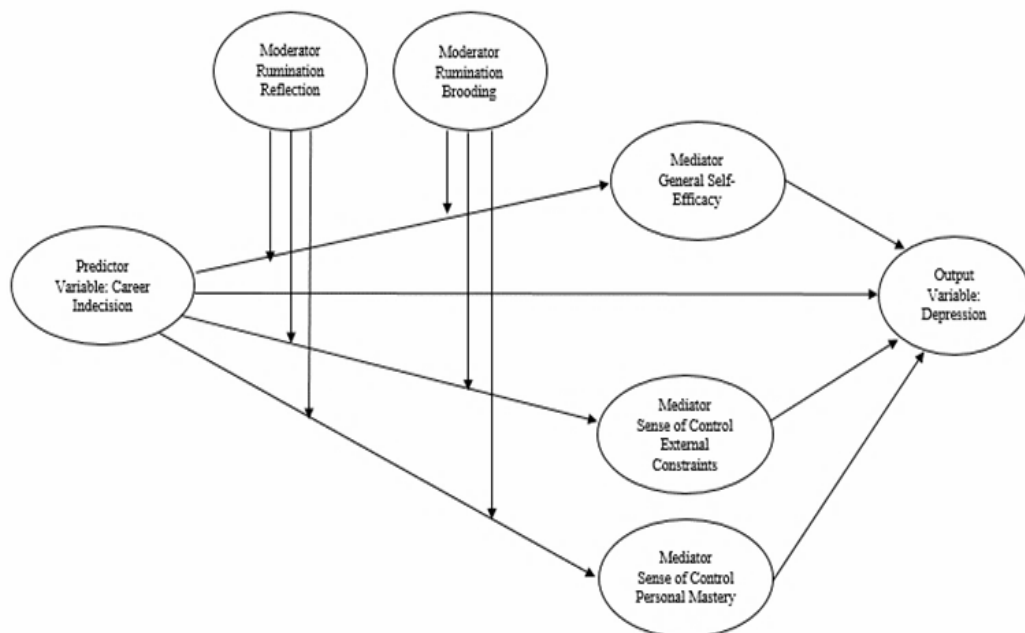 Moderator
Rumination
Reflection
Moderator
Rumination
Brooding
Mediator
General Self-
Efficacy
Predictor
Variable: Career
Indecision
Output
Variable:
Depression
Mediator
Sense of Control
External
Constraints
Mediator
Sense of Control
Personal Mastery